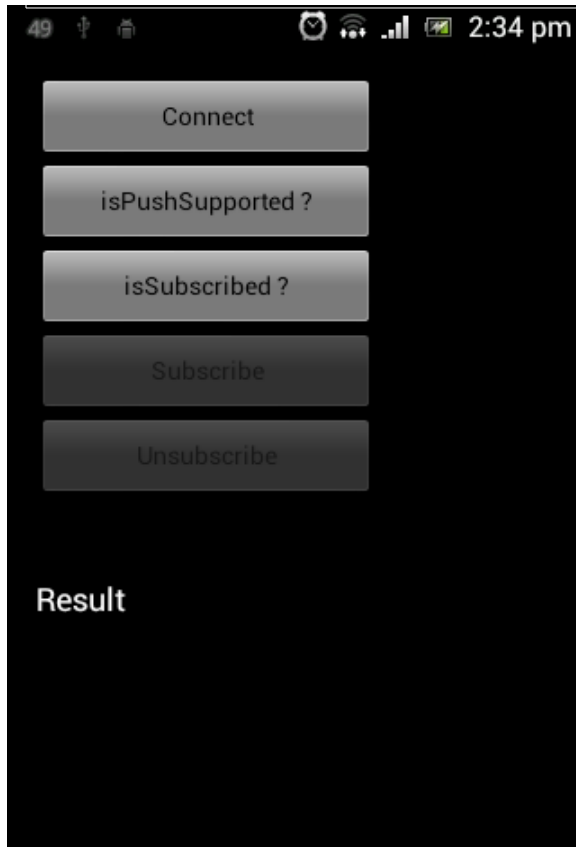 49 2:34 pm
Connect
isPushSupported ?
isSubscribed ?
Subscribe
Unsubscribe
Result